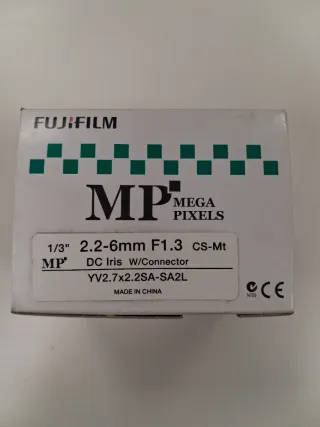 FUJIFILM
MP MEGA PIXELS
1/3" 2.2-6mm F1.3 CS-Mt
MP DC Iris W/Connector
YV2.7x2.2SA-SA2L
MADE IN CHINA
CE